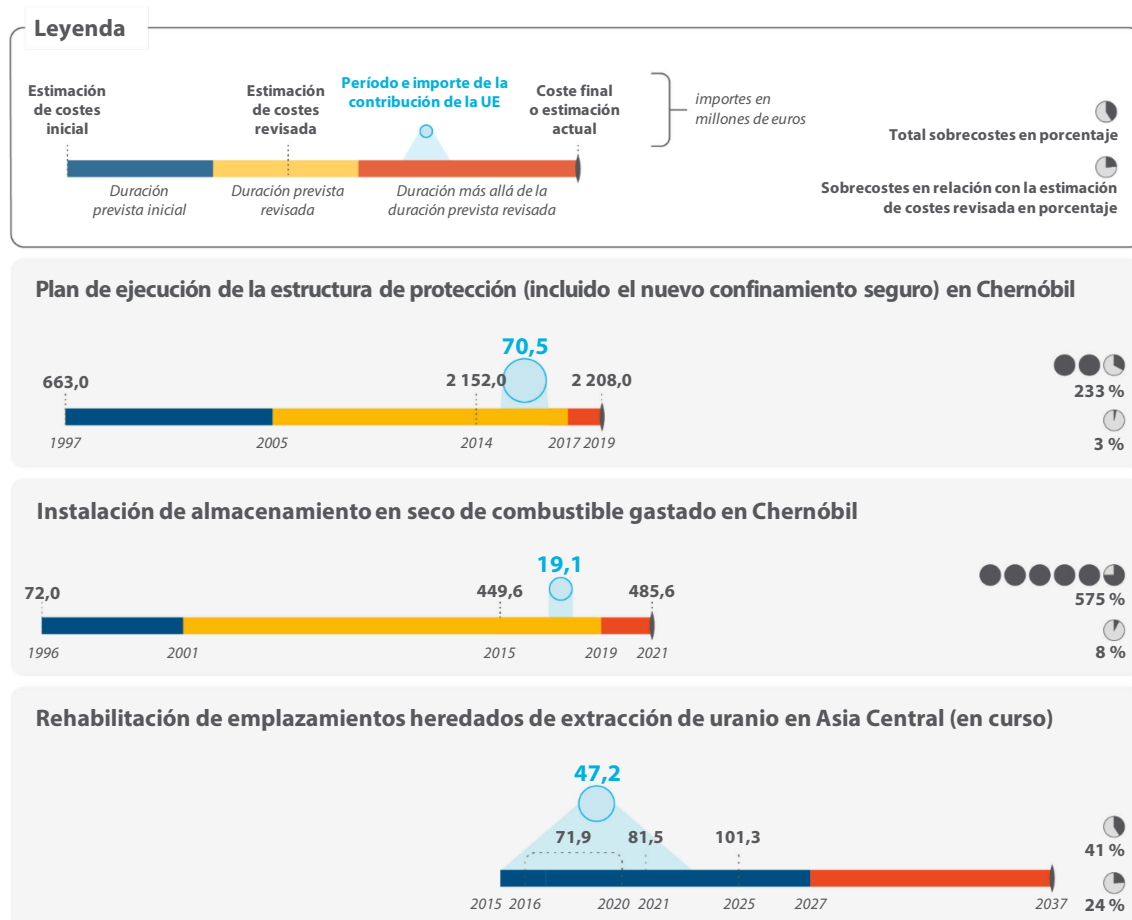 Leyenda
Estimación
de costes
inicial
Estimación
de costes
revisada
Período e importe de la
contribución de la UE
Coste final
o estimación
actual
importes en
millones de euros
Total sobrecostes en porcentaje
Duración
prevista inicial
Duración prevista
revisada
Duración más allá de la
duración prevista revisada
Sobrecostes en relación con la estimación
de costes revisada en porcentaje
Plan de ejecución de la estructura de protección (incluido el nuevo confinamiento seguro) en Chernóbil
70,5
663,0
2 152,0
2 208,0
233 %
1997
2005
2014
2017
2019
3 %
Instalación de almacenamiento en seco de combustible gastado en Chernóbil
19,1
72,0
449,6
485,6
575 %
1996
2001
2015
2019
2021
8 %
Rehabilitación de emplazamientos heredados de extracción de uranio en Asia Central (en curso)
47,2
71,9
81,5
101,3
41 %
2015
2016
2020
2021
2025
2027
2037
24 %